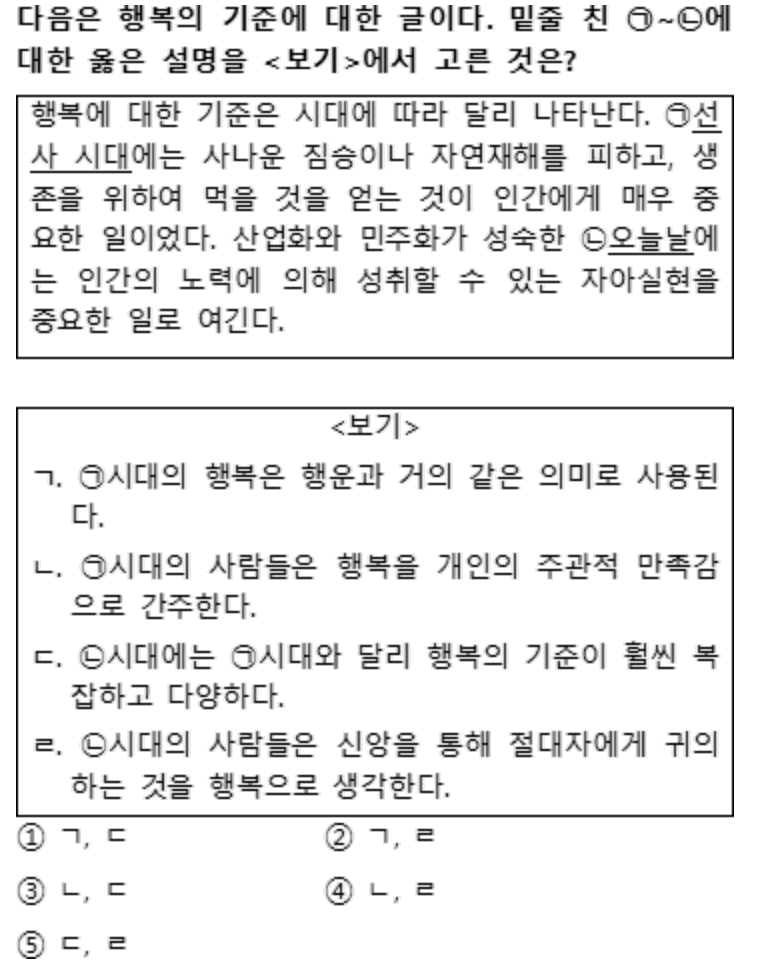 다음은 행복의 기준에 대한 글이다. 밑줄 친 ㉠~㉡에
대한 옳은 설명을 <보기>에서 고른 것은?
행복에 대한 기준은 시대에 따라 달리 나타난다. ㉠선
사 시대에는 사나운 짐승이나 자연재해를 피하고, 생
존을 위하여 먹을 것을 얻는 것이 인간에게 매우 중
요한 일이었다. 산업화와 민주화가 성숙한 ㉡오늘날에
는 인간의 노력에 의해 성취할 수 있는 자아실현을
중요한 일로 여긴다.
<보기>
ㄱ. ㉠시대의 행복은 행운과 거의 같은 의미로 사용된
다.
ㄴ. ㉠시대의 사람들은 행복을 개인의 주관적 만족감
으로 간주한다.
ㄷ. ㉡시대에는 ㉠시대와 달리 행복의 기준이 훨씬 복
잡하고 다양하다.
ㄹ. ㉡시대의 사람들은 신앙을 통해 절대자에게 귀의
하는 것을 행복으로 생각한다.
① ㄱ, ㄷ ② ㄱ, ㄹ
③ ㄴ, ㄷ ④ ㄴ, ㄹ
⑤ ㄷ, ㄹ